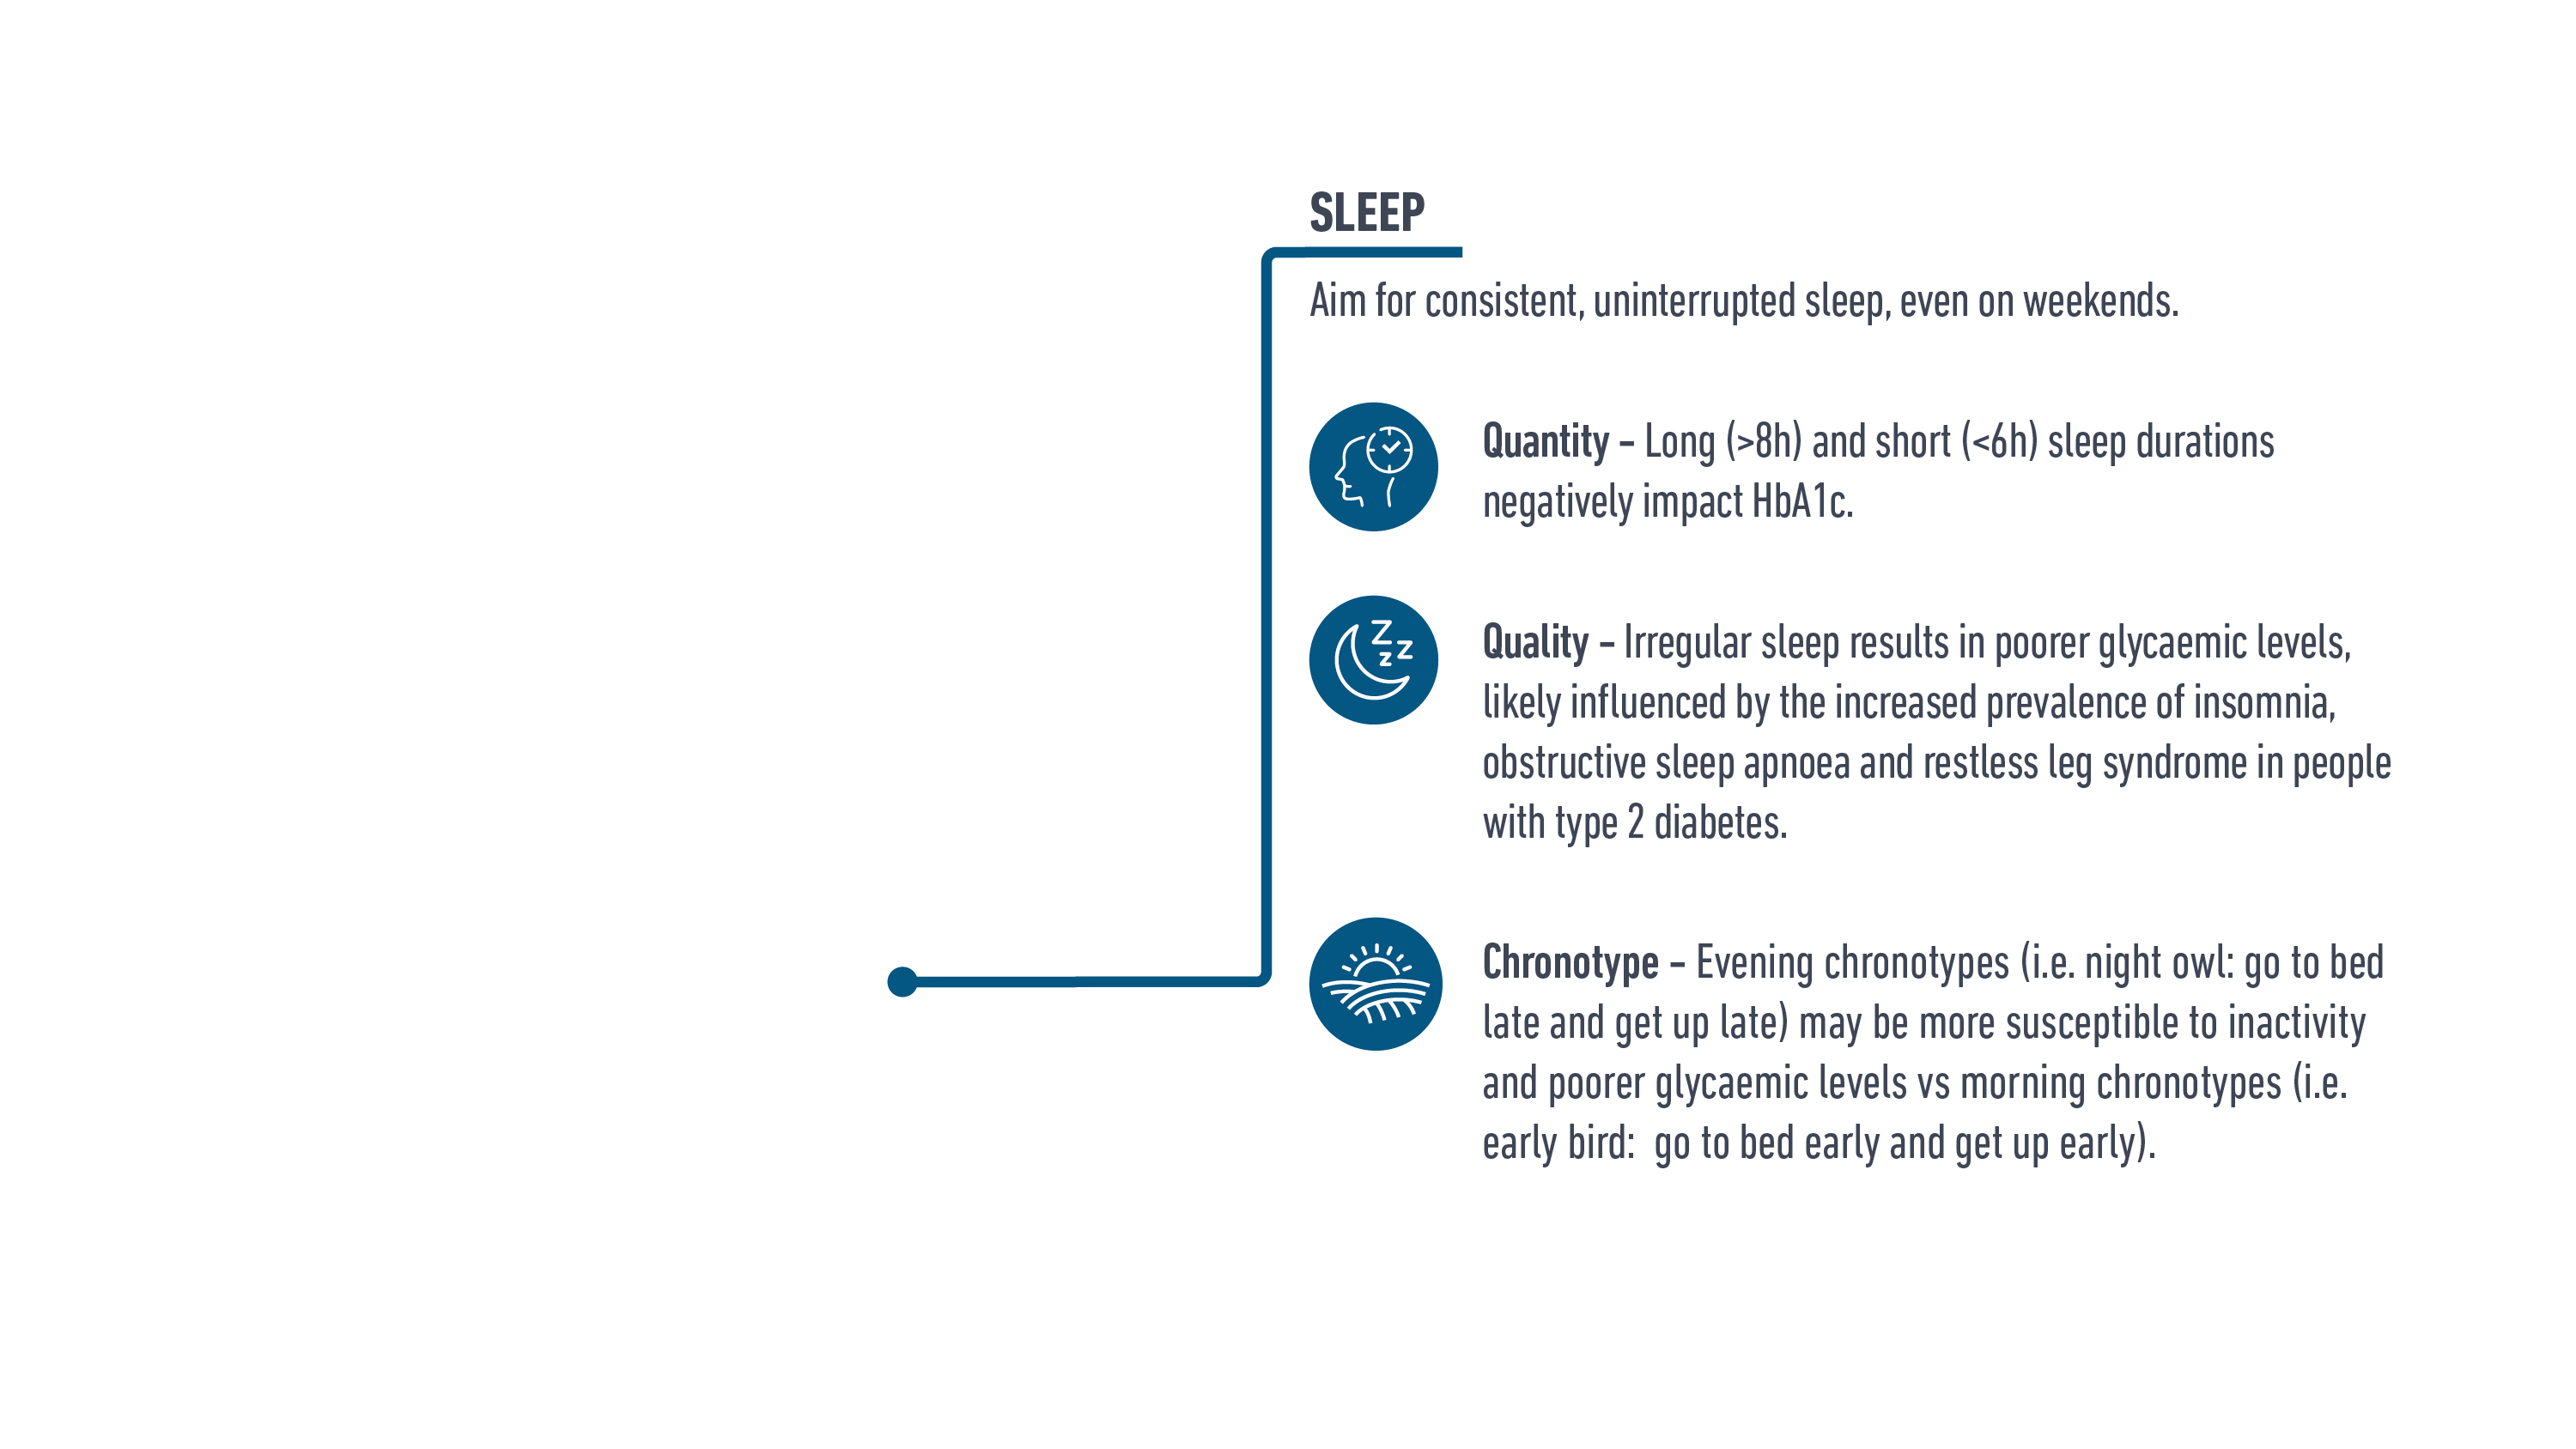 SLEEP
Aim for consistent, uninterrupted sleep, even on weekends.
Quantity – Long (>8h) and short (<6h) sleep durations
negatively impact HbA1c.
Z
z
z
Quality – Irregular sleep results in poorer glycaemic levels,
likely influenced by the increased prevalence of insomnia,
obstructive sleep apnoea and restless leg syndrome in people
with type 2 diabetes.
Chronotype – Evening chronotypes (i.e. night owl: go to bed
late and get up late) may be more susceptible to inactivity
and poorer glycaemic levels vs morning chronotypes (i.e.
early bird:  go to bed early and get up early).